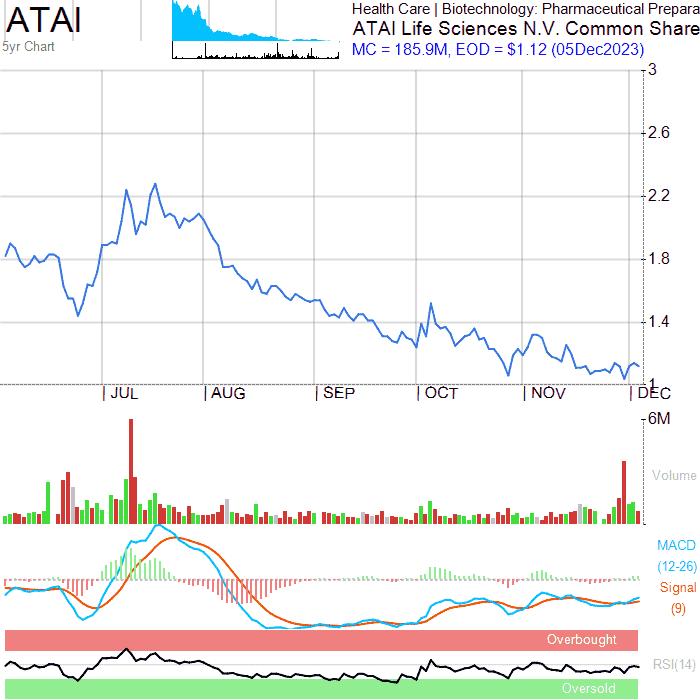 ATAI
5yr Chart
Health Care | Biotechnology: Pharmaceutical Prepara
ATAI Life Sciences N.V. Common Share
MC = 185.9M, EOD = $1.12 (05Dec2023)
3
2.6
2.2
1.8
1.4
1
JUL AUG SEP OCT NOV DEC
6M
Volume
MACD
(12-26)
Signal
(9)
Overbought
RSI(14)
Oversold